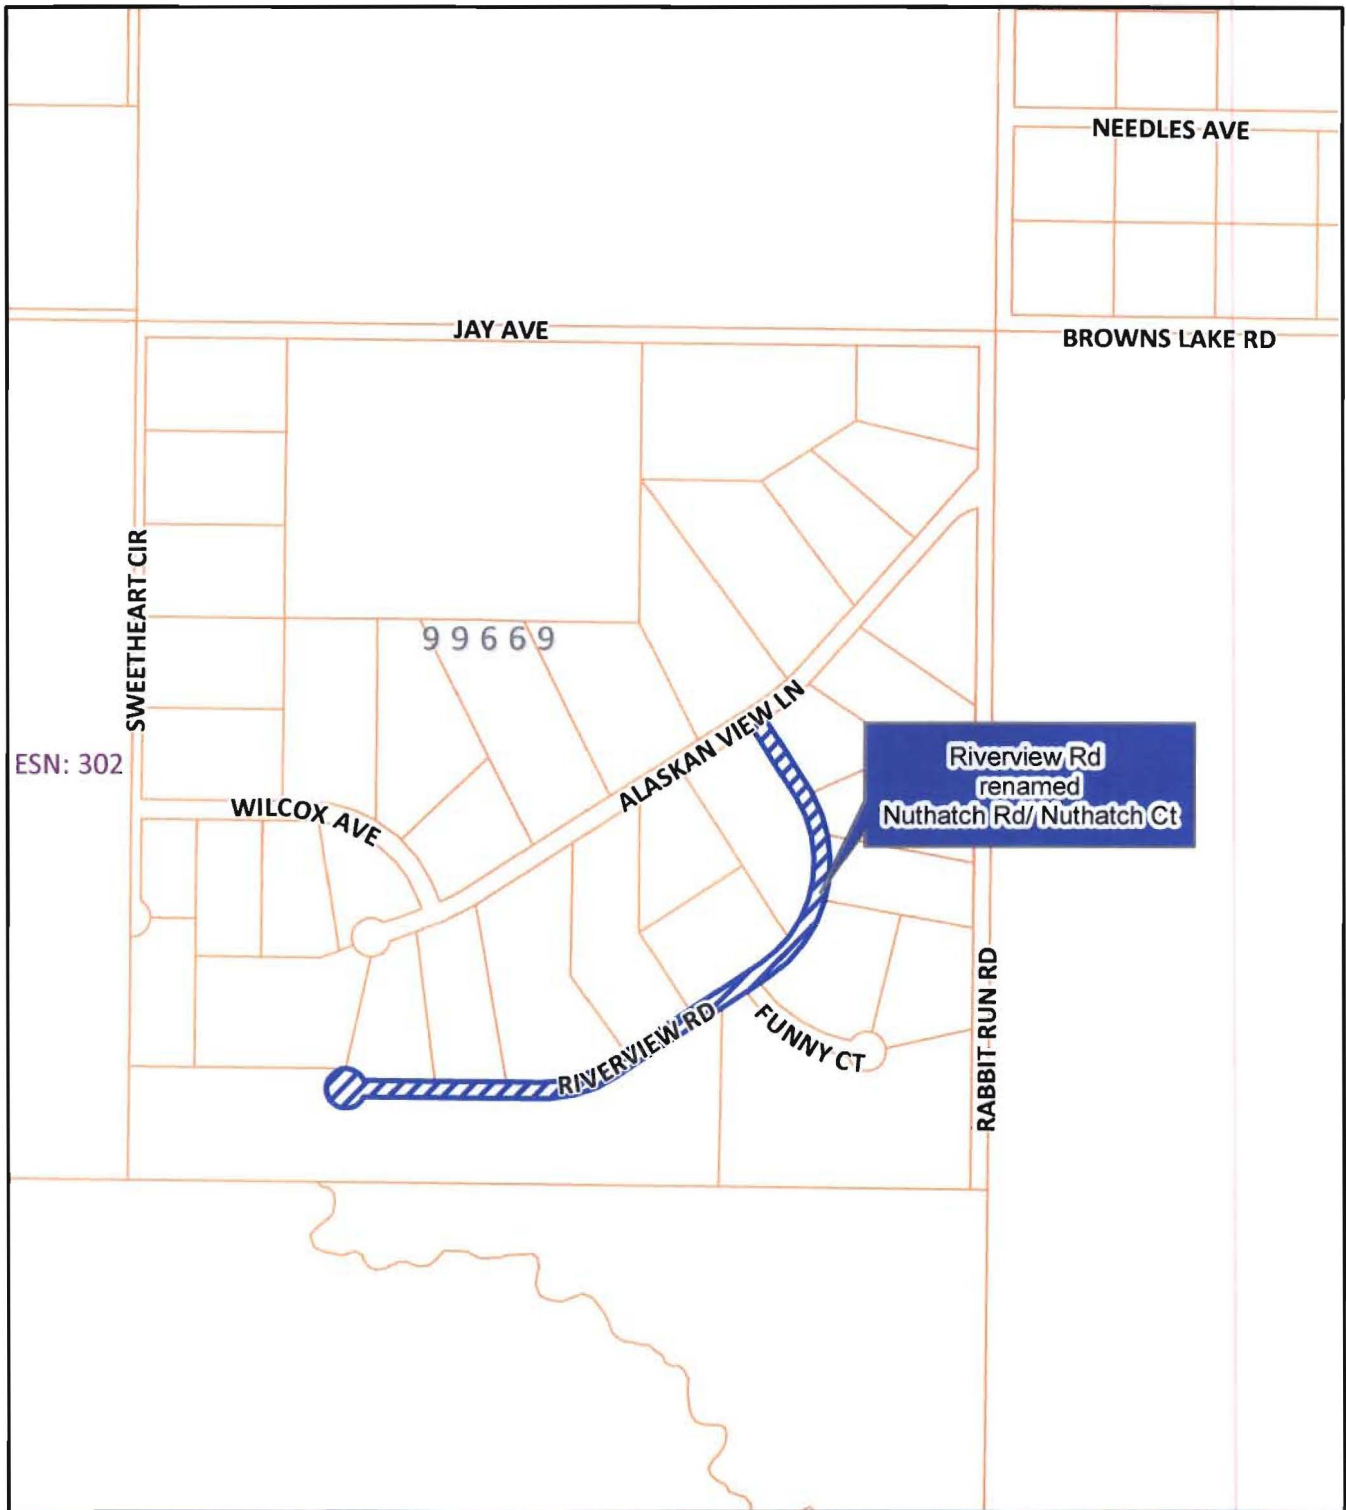 NEEDLES AVE
JAY AVE
BROWNS LAKE RD
SWEETHEART CIR
99669
ALASKAN VIEW LN
ESN: 302
Riverview Rd
renamed
Nuthatch Rd/ Nuthatch Ct
WILCOX AVE
RIVERVIEW RD
FUNNY CT
RABBIT RUN RD